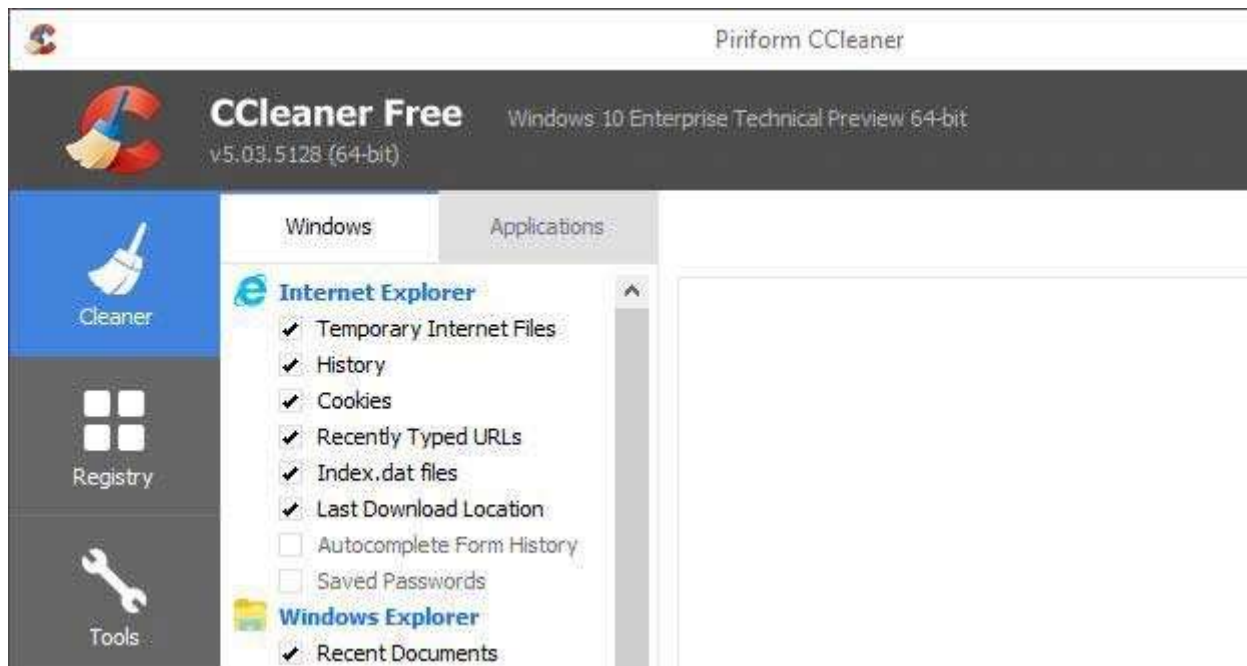 Piriform CCleaner
CCleaner Free Windows 10 Enterprise Technical Preview 64-bit
v5.03.5128 (64-bit)
Windows Applications
Cleaner
Internet Explorer
Temporary Internet Files
History
Cookies
Recently Typed URLs
Index.dat files
Last Download Location
Autocomplete Form History
Saved Passwords
Windows Explorer
Recent Documents
Registry
Tools